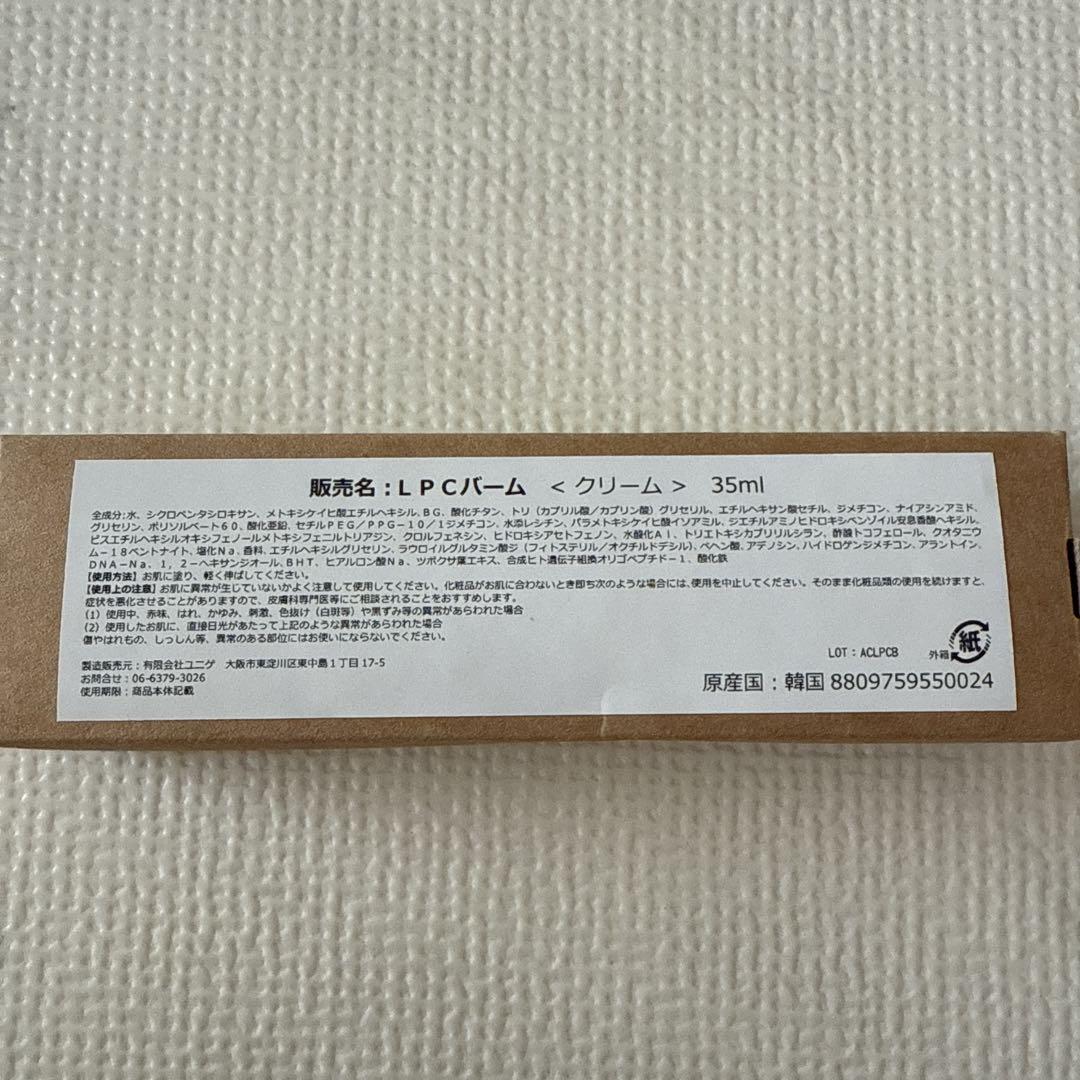 販売名：ＬＰＣバーム ＜クリーム＞ 35ml
全成分：水、シクロペンタシロキサン、メトキシケイヒ酸エチルヘキシル、ＢＧ、酸化チタン、トリ（カプリル酸／カプリン酸）グリセリル、エチルヘキサン酸セチル、ジメチコン、ナイアシンアミド、
グリセリン、ポリソルベート６０、酸化亜鉛、セチルＰＥＧ／ＰＰＧ－１０／１ジメチコン、水添レシチン、パラメトキシケイヒ酸イソアミル、ジエチルアミノヒドロキシベンゾイル安息香酸ヘキシル、
ビスエチルヘキシルオキシフェノールメトキシフェニルトリアジン、クロルフェネシン、ヒドロキシアセトフェノン、水酸化Ａｌ、トリエトキシカプリリルシラン、酢酸トコフェロール、クオタニウ
ム－１８ベントナイト、塩化Ｎａ、香料、エチルヘキシルグリセリン、ラウロイルグルタミン酸ジ（フィトステリル／オクチルドデシル）、ベヘン酸、アデノシン、ハイドロゲンジメチコン、アラントイン、
ＤＮＡ－Ｎａ、１，２－ヘキサンジオール、ＢＨＴ、ヒアルロン酸Ｎａ、ツボクサ葉エキス、合成ヒト遺伝子組換オリゴペプチド－１、酸化鉄
【使用方法】お肌に塗り、軽く伸ばしてください。
【使用上の注意】お肌に異常が生じていないかよく注意して使用してください。化粧品がお肌に合わないとき即ち次のような場合には、使用を中止してください。そのまま化粧品類の使用を続けますと、
症状を悪化させることがありますので、皮膚科専門医等にご相談されることをおすすめします。
（1）使用中、赤味、はれ、かゆみ、刺激、色抜け（白斑等）や黒ずみ等の異常があらわれた場合
（2）使用したお肌に、直接日光があたって上記のような異常があらわれた場合
傷やはれもの、しっしん等、異常のある部位にはお使いにならないでください。
製造販売元：有限会社ユニゲ 大阪市東淀川区東中島１丁目17-5
お問合せ：06-6379-3026
使用期限：商品本体記載
LOT：ACLPCB
外箱 紙
原産国：韓国 8809759550024